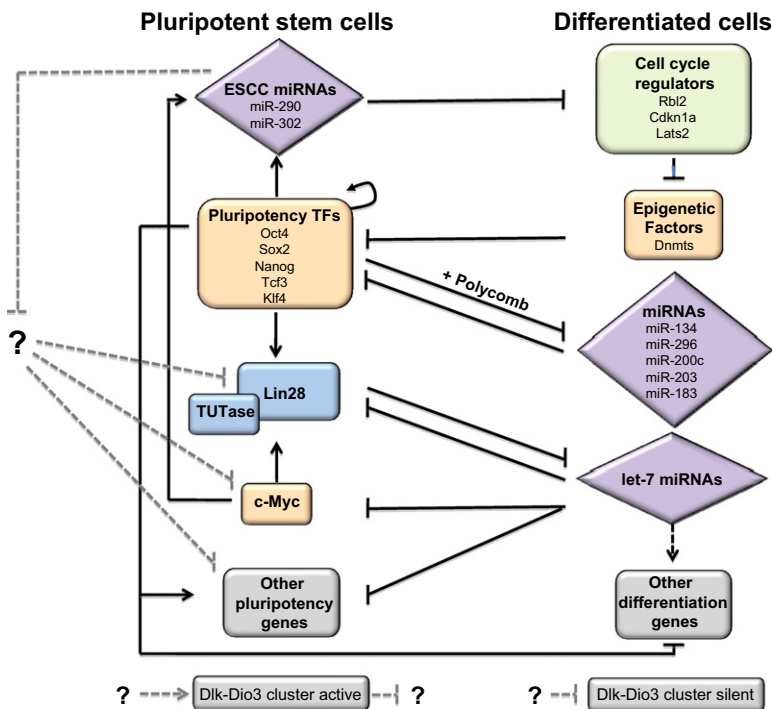 Pluripotent stem cells
Differentiated cells
ESCC miRNAs
miR-290
miR-302
Cell cycle
regulators
Rbl2
Cdkn1a
Lats2
Pluripotency TFs
Oct4
Sox2
Nanog
Tcf3
Klf4
Epigenetic
Factors
Dnmts
+ Polycomb
miRNAs
miR-134
miR-296
miR-200c
miR-203
miR-183
?
Lin28
TUTase
let-7 miRNAs
c-Myc
Other
pluripotency
genes
Other
differentiation
genes
? Dlk-Dio3 cluster active ?
? Dlk-Dio3 cluster silent